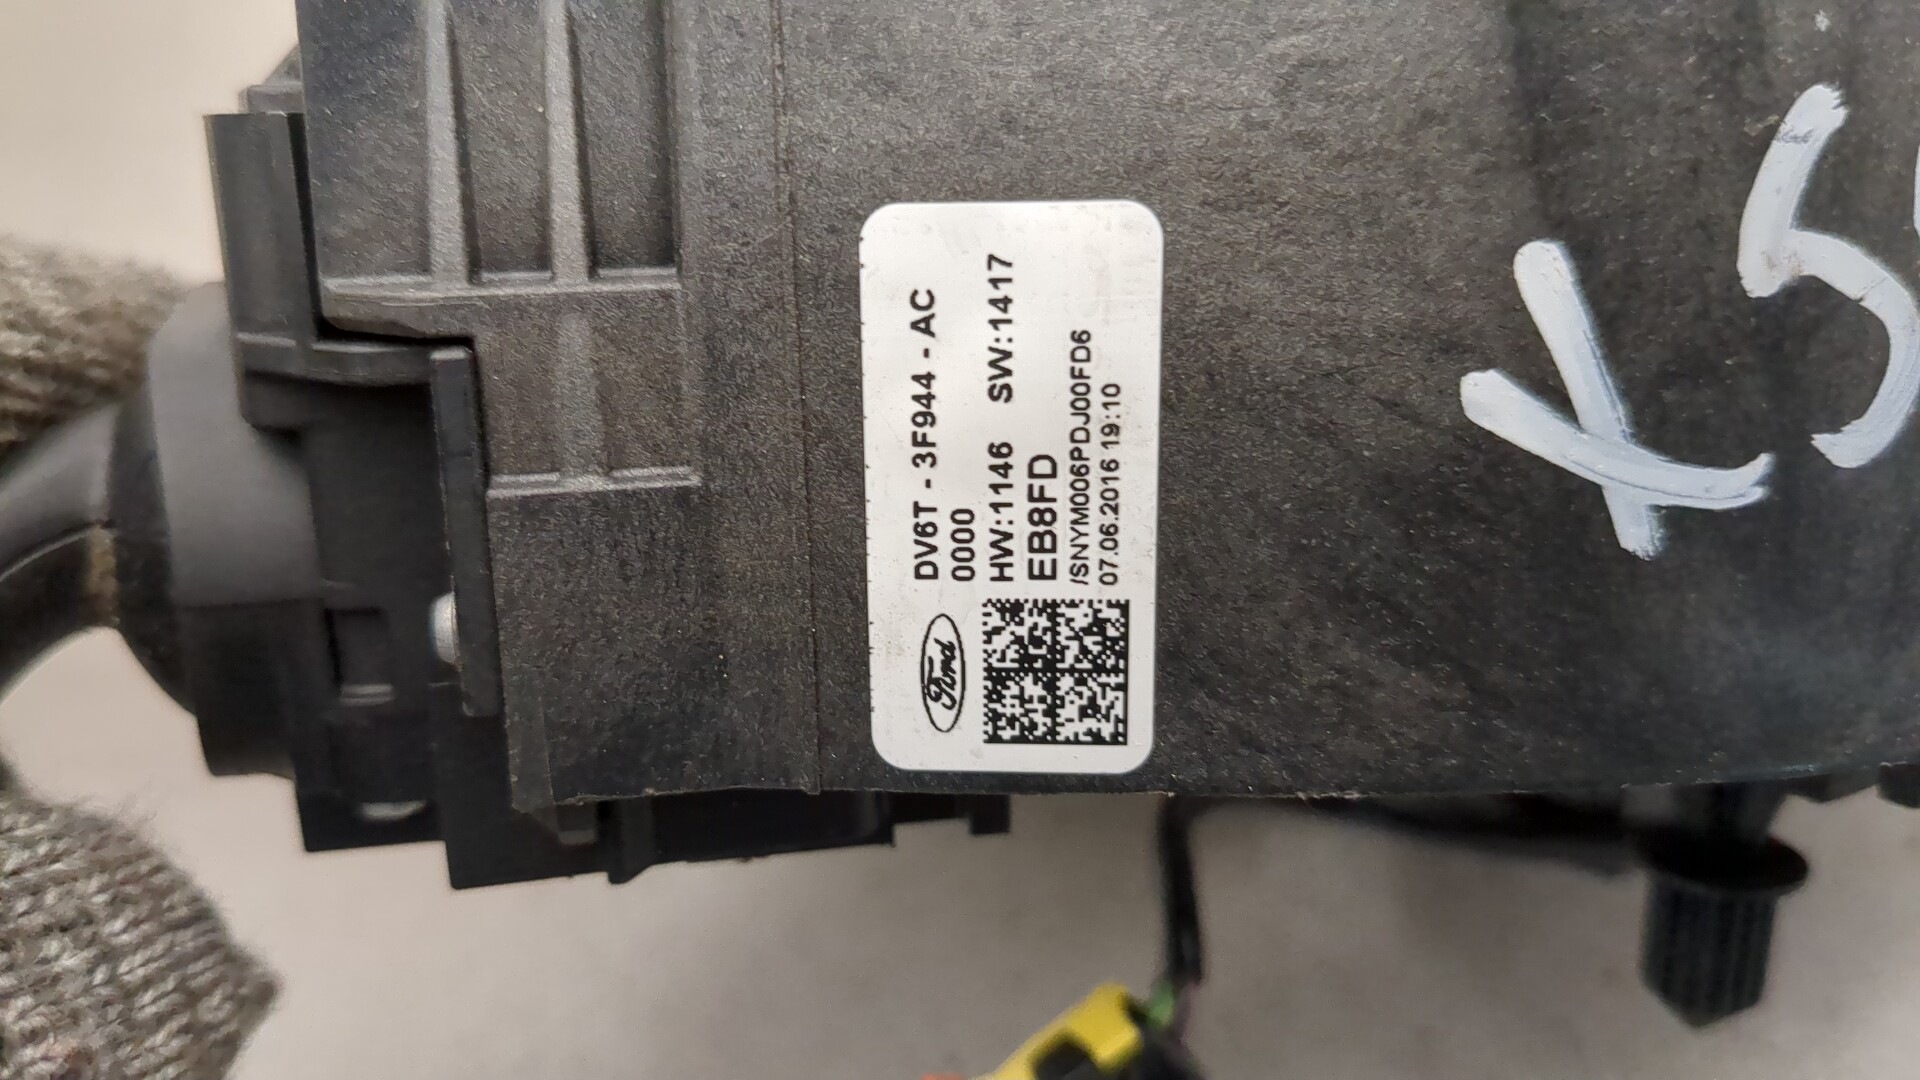 Ford
DV6T - 3F944 - AC
0000
HW:1146 SW:1417
EB8FD
/SNYM006PDJ00FD6
07.06.2016 19:10